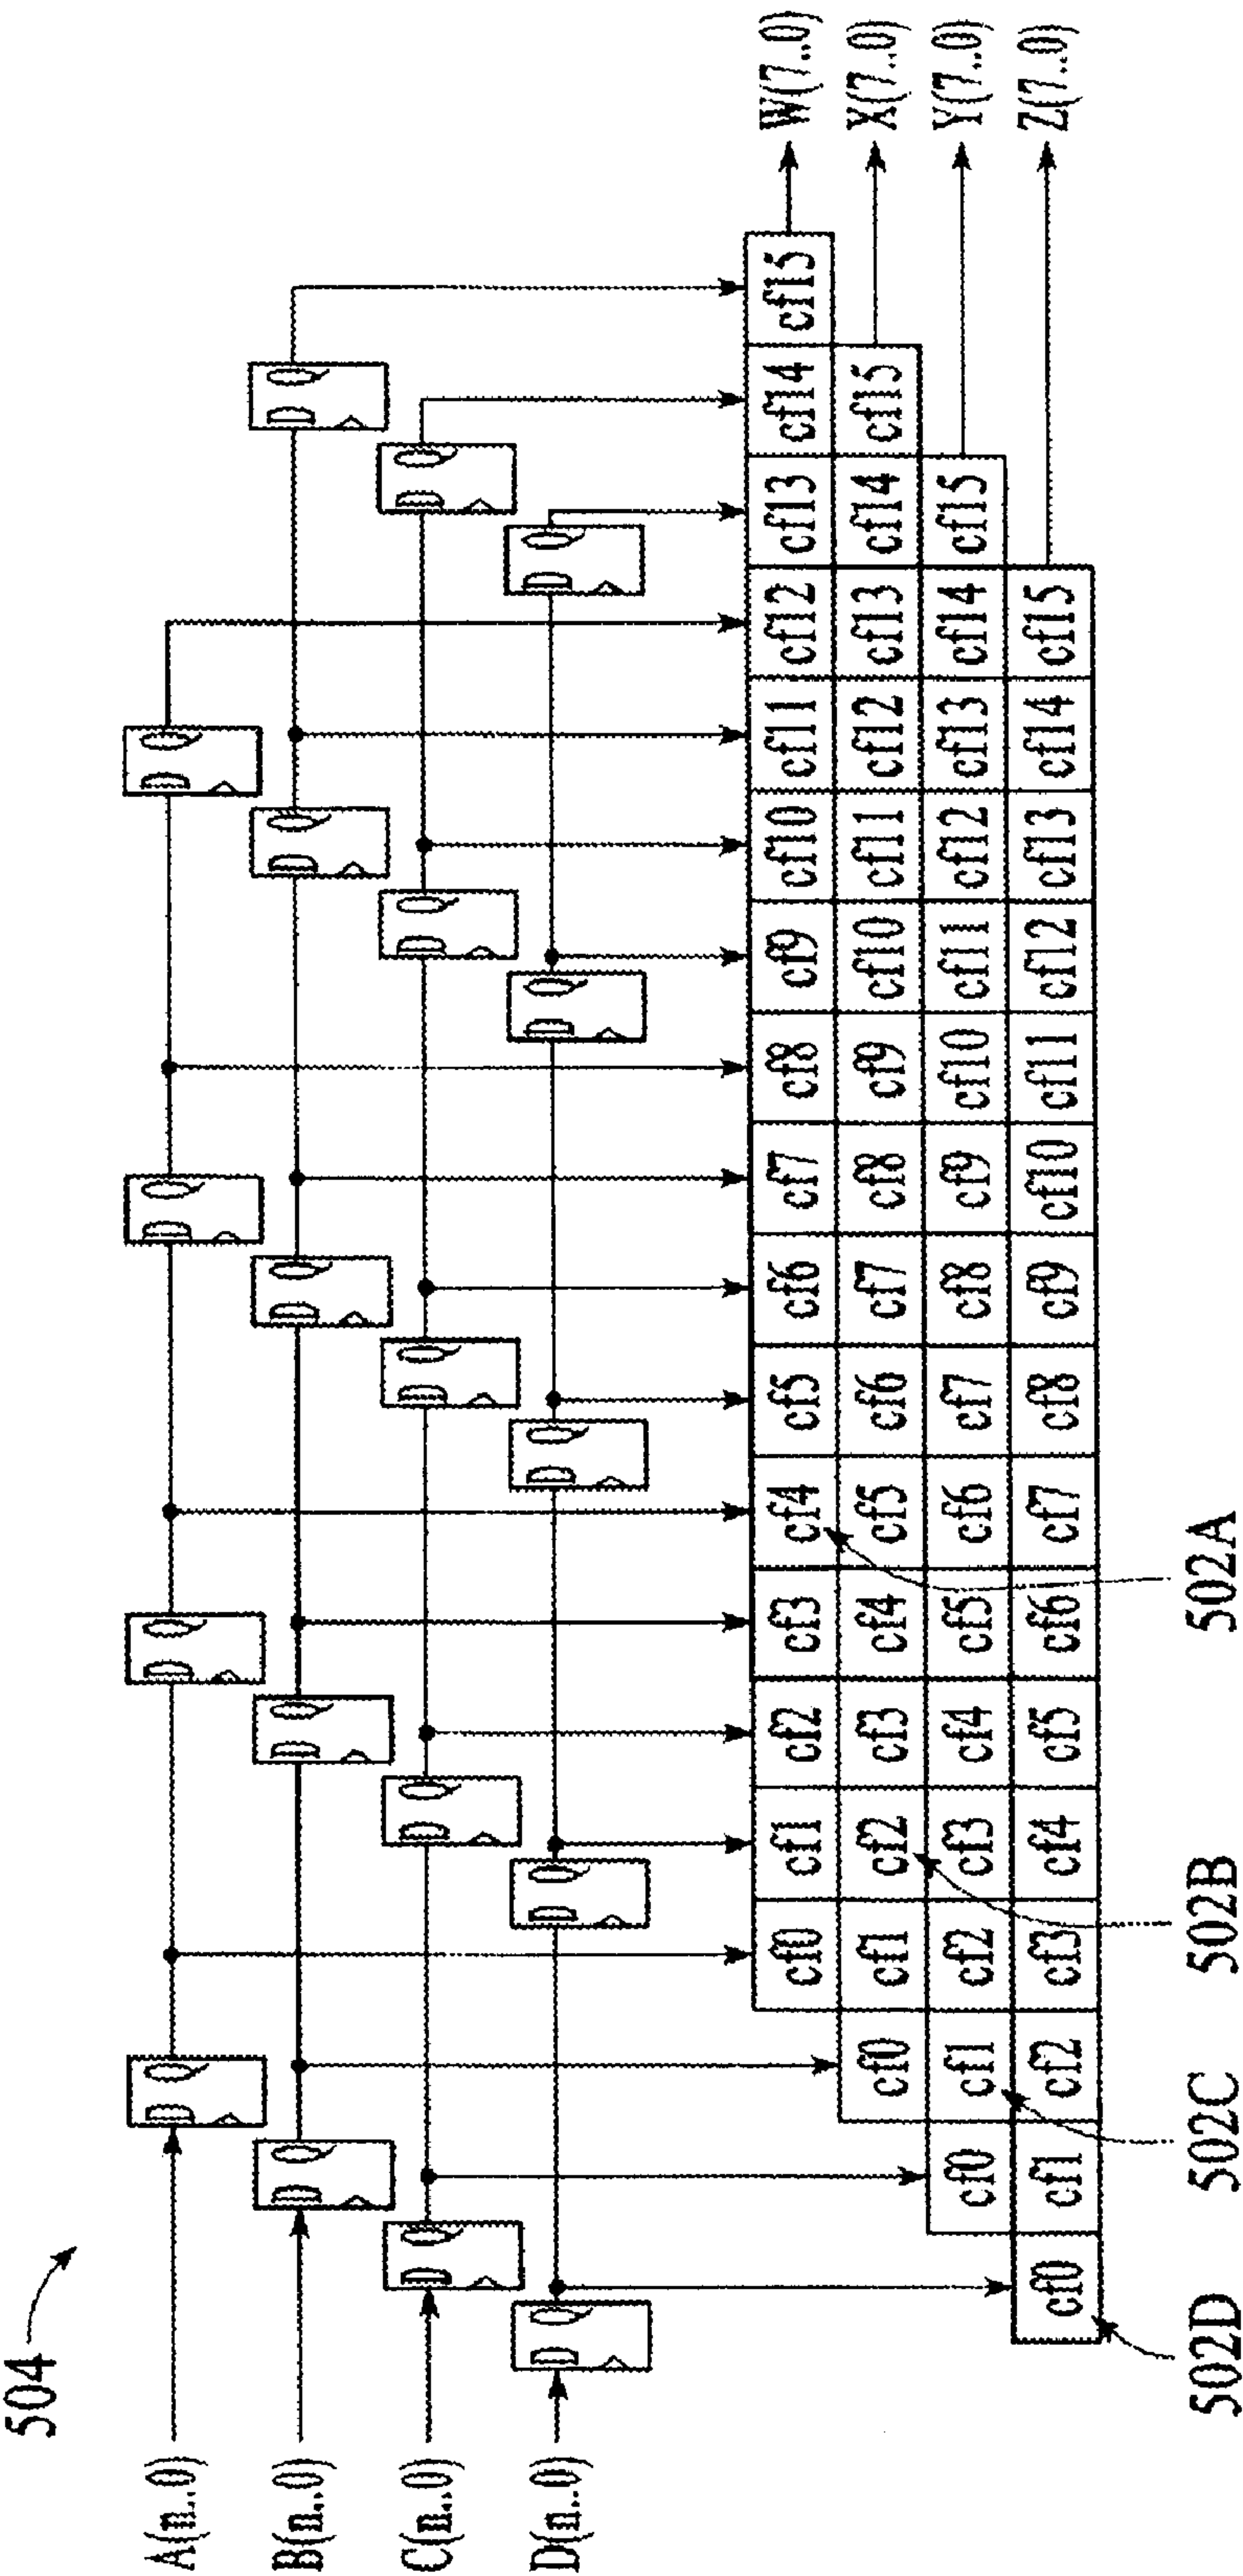 504
A(n..0)
B(n..0)
C(n..0)
D(n..0)
cf0 cf1 cf2 cf3 cf4 cf5 cf6 cf7 cf8 cf9 cf10 cf11 cf12 cf13 cf14 cf15 W(7..0)
cf0 cf1 cf2 cf3 cf4 cf5 cf6 cf7 cf8 cf9 cf10 cf11 cf12 cf13 cf14 cf15 X(7..0)
cf0 cf1 cf2 cf3 cf4 cf5 cf6 cf7 cf8 cf9 cf10 cf11 cf12 cf13 cf14 cf15 Y(7..0)
cf0 cf1 cf2 cf3 cf4 cf5 cf6 cf7 cf8 cf9 cf10 cf11 cf12 cf13 cf14 cf15 Z(7..0)
502D 502C 502B 502A